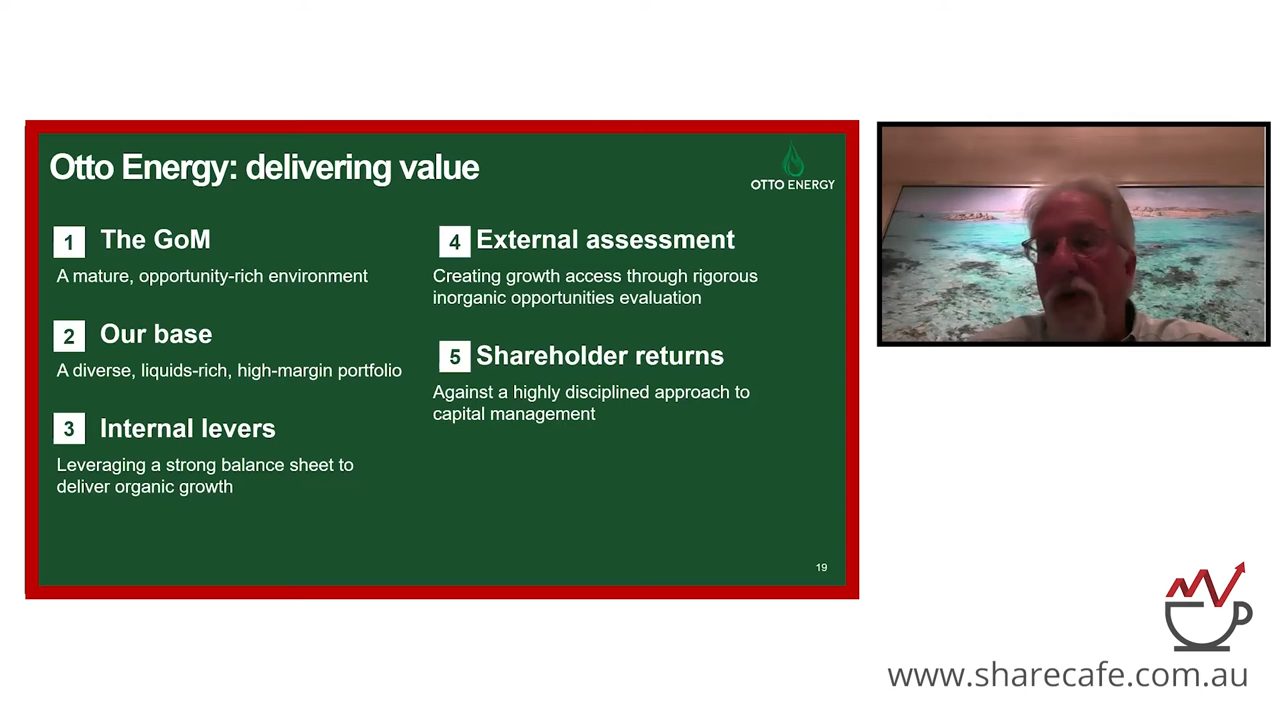 Otto Energy: delivering value
OTTO ENERGY
1 The GoM
A mature, opportunity-rich environment
2 Our base
A diverse, liquids-rich, high-margin portfolio
3 Internal levers
Leveraging a strong balance sheet to
deliver organic growth
4 External assessment
Creating growth access through rigorous
inorganic opportunities evaluation
5 Shareholder returns
Against a highly disciplined approach to
capital management
19
www.sharecafe.com.au